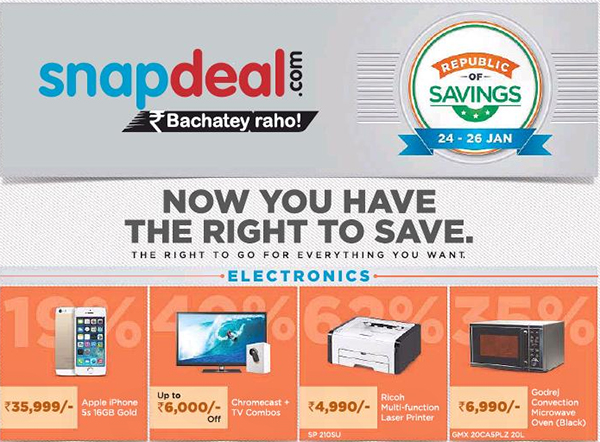 snapdeal.com
₹ Bachatey raho!
REPUBLIC
OF
SAVINGS
24 - 26 JAN
NOW YOU HAVE
THE RIGHT TO SAVE.
THE RIGHT TO GO FOR EVERYTHING YOU WANT.
ELECTRONICS
19%
₹35,999/-
Apple iPhone
5s 16GB Gold
40%
Up to
₹6,000/-
Off
Chromecast +
TV Combos
₹4,990/-
Ricoh
Multi-function
Laser Printer
SP 210SU
35%
₹6,990/-
Godrej
Convection
Microwave
Oven (Black)
GMX 20CA5PLZ 20L